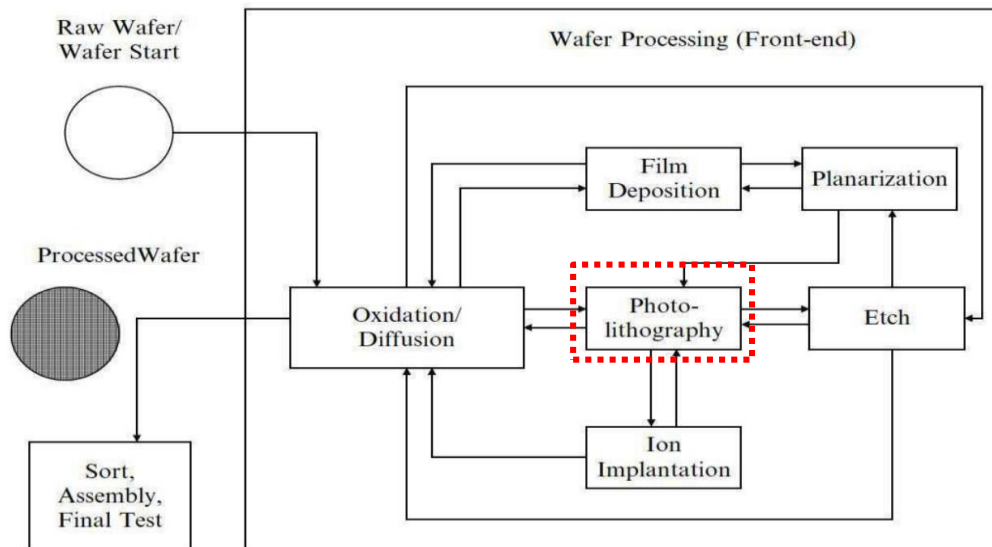 Raw Wafer/
Wafer Start
Wafer Processing (Front-end)
Film
Deposition
Planarization
ProcessedWafer
Oxidation/
Diffusion
Photo-
lithography
Etch
Ion
Implantation
Sort,
Assembly,
Final Test